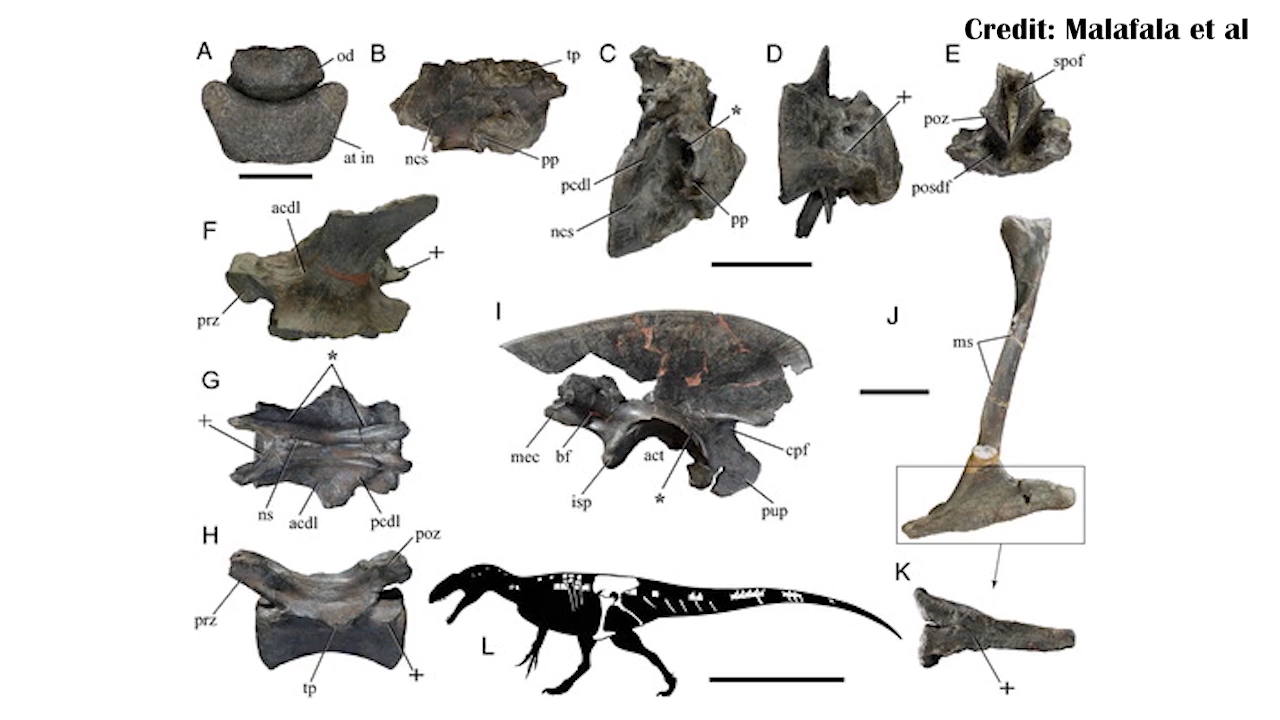 Credit: Malafala et al
A
od
at in
B
tp
ncs
pp
C
*
pcdl
ncs
pp
D
+
E
spof
poz
posdf
F
acdl
+
prz
G
*
+
ns
acdl
pcdl
H
poz
prz
tp
+
I
mec
bf
isp
act
*
cpf
pup
J
ms
K
+
L